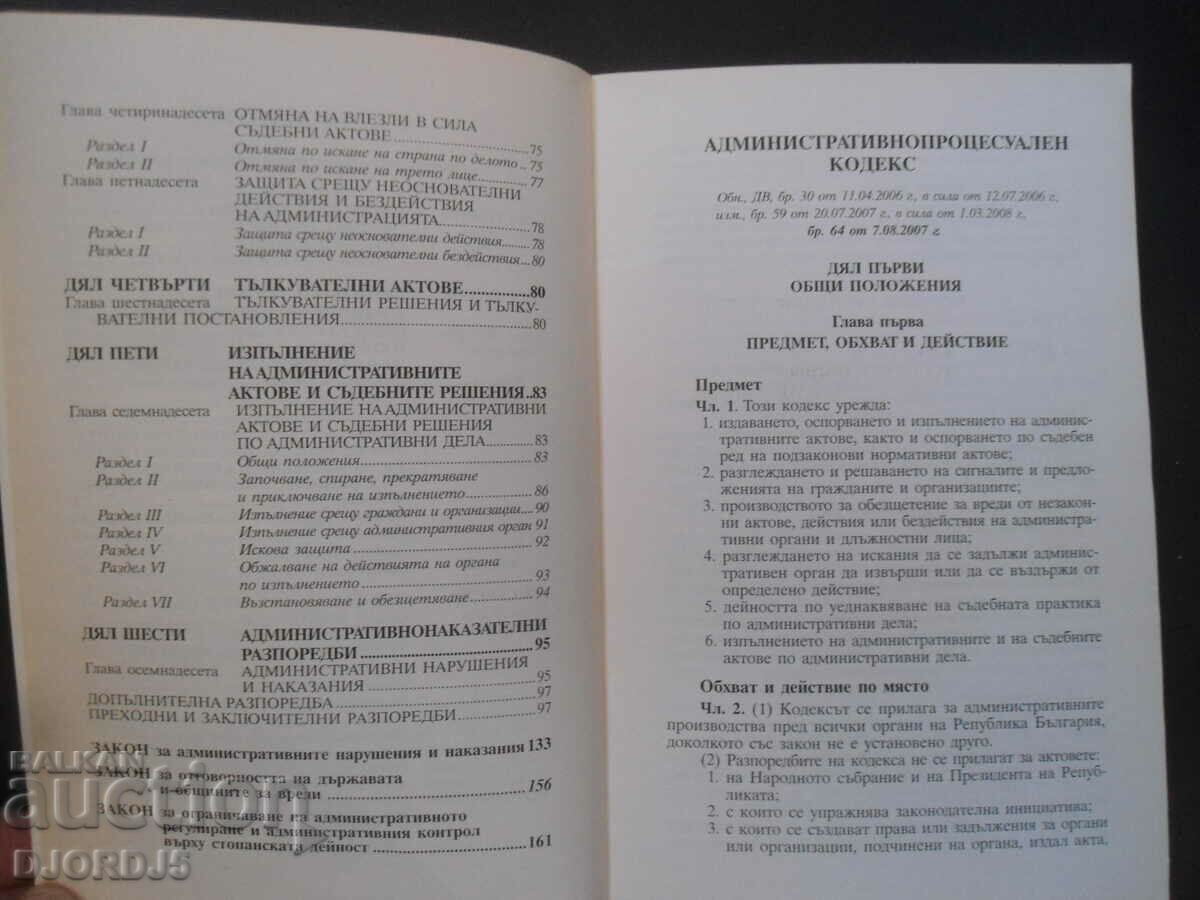 Глава четиринадесета ОТМЯНА НА ВЛЕЗЛИ В СИЛА
СЪДЕБНИ АКТОВЕ 75
Раздел I Отмяна по искане на страна по делото .. 75
Раздел II Отмяна по искане на трето лице 77
Глава петнадесета ЗАЩИТА СРЕЩУ НЕОСНОВАТЕЛНИ
ДЕЙСТВИЯ И БЕЗДЕЙСТВИЯ
НА АДМИНИСТРАЦИЯТА 78
Раздел I Защита срещу неоснователни действия 78
Раздел II Защита срещу неоснователни бездействия 80
ДЯЛ ЧЕТВЪРТИ ТЪЛКУВАТЕЛНИ АКТОВЕ 80
Глава шестнадесета ТЪЛКУВАТЕЛНИ РЕШЕНИЯ И ТЪЛКУ-
ВАТЕЛНИ ПОСТАНОВЛЕНИЯ 80
ДЯЛ ПЕТИ ИЗПЪЛНЕНИЕ
НА АДМИНИСТРАТИВНИТЕ
АКТОВЕ И СЪДЕБНИТЕ РЕШЕНИЯ .. 83
Глава седемнадесета ИЗПЪЛНЕНИЕ НА АДМИНИСТРАТИВНИ
АКТОВЕ И СЪДЕБНИ РЕШЕНИЯ
ПО АДМИНИСТРАТИВНИ ДЕЛА 83
Раздел I Общи положения 83
Раздел II Започване, спиране, прекратяване
и приключване на изпълнението 86
Раздел III Изпълнение срещу граждани и организации 90
Раздел IV Изпълнение срещу административния орган 91
Раздел V Искова защита 92
Раздел VI Обжалване на действията на органа
по изпълнението 93
Раздел VII Възстановяване и обезщетяване 94
ДЯЛ ШЕСТИ АДМИНИСТРАТИВНОНАКАЗАТЕЛНИ
РАЗПОРЕДБИ 95
Глава осемнадесета АДМИНИСТРАТИВНИ НАРУШЕНИЯ
И НАКАЗАНИЯ 95
ДОПЪЛНИТЕЛНА РАЗПОРЕДБА 97
ПРЕХОДНИ И ЗАКЛЮЧИТЕЛНИ РАЗПОРЕДБИ 97
ЗАКОН за административните нарушения и наказания 133
ЗАКОН за отговорността на държавата
и общините за вреди 156
ЗАКОН за ограничаване на административното
регулиране и административния контрол
върху стопанската дейност 161
BALKAN
auction
DJORDJ5
АДМИНИСТРАТИВНОПРОЦЕСУАЛЕН
КОДЕКС
Обн., ДВ, бр. 30 от 11.04.2006 г., в сила от 12.07.2006 г.,
изм., бр. 59 от 20.07.2007 г., в сила от 1.03.2008 г.,
бр. 64 от 7.08.2007 г.
ДЯЛ ПЪРВИ
ОБЩИ ПОЛОЖЕНИЯ
Глава първа
ПРЕДМЕТ, ОБХВАТ И ДЕЙСТВИЕ
Предмет
Чл. 1. Този кодекс урежда:
1. издаването, оспорването и изпълнението на админис-
тративните актове, както и оспорването по съдебен
ред на подзаконови нормативни актове;
2. разглеждането и решаването на сигналите и предло-
женията на гражданите и организациите;
3. производството за обезщетение за вреди от незакон-
ни актове, действия или бездействия на администра-
тивни органи и длъжностни лица;
4. разглеждането на искания да се задължи админис-
тративен орган да извърши или да се въздържи от
определено действие;
5. дейността по уеднаквяване на съдебната практика
по административни дела;
6. изпълнението на административните и на съдебните
актове по административни дела.
Обхват и действие по място
Чл. 2. (1) Кодексът се прилага за административните
производства пред всички органи на Република България,
доколкото със закон не е установено друго.
(2) Разпоредбите на кодекса не се прилагат за актовете:
1. на Народното събрание и на Президента на Репуб-
ликата;
2. с които се упражнява законодателна инициатива;
3. с които се създават права или задължения за органи
или организации, подчинени на органа, издал акта,